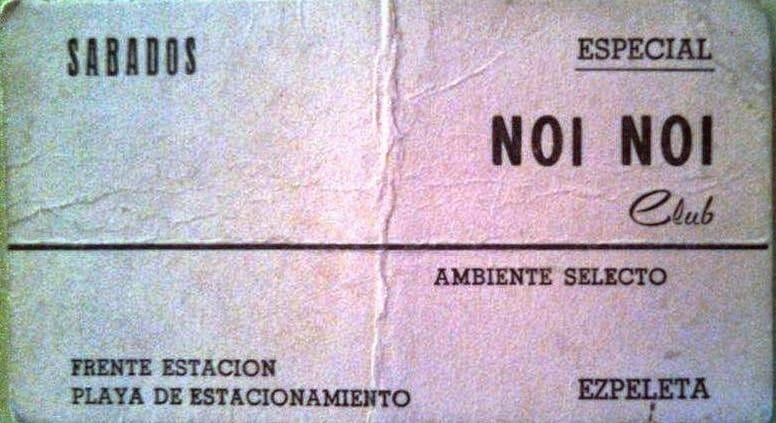 SABADOS
ESPECIAL
NOI NOI
Club
AMBIENTE SELECTO
FRENTE ESTACION
PLAYA DE ESTACIONAMIENTO
EZPELETA